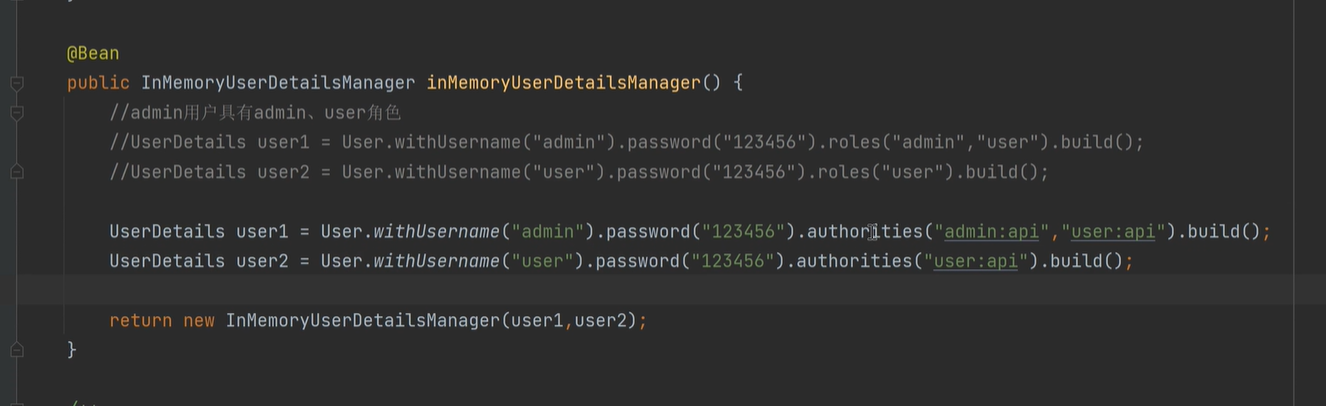 @Bean
public InMemoryUserDetailsManager inMemoryUserDetailsManager() {
//admin用户具有admin、user角色
//UserDetails user1 = User.withUsername("admin").password("123456").roles("admin","user").build();
//UserDetails user2 = User.withUsername("user").password("123456").roles("user").build();
UserDetails user1 = User.withUsername("admin").password("123456").authorities("admin:api","user:api").build();
UserDetails user2 = User.withUsername("user").password("123456").authorities("user:api").build();
return new InMemoryUserDetailsManager(user1,user2);
}